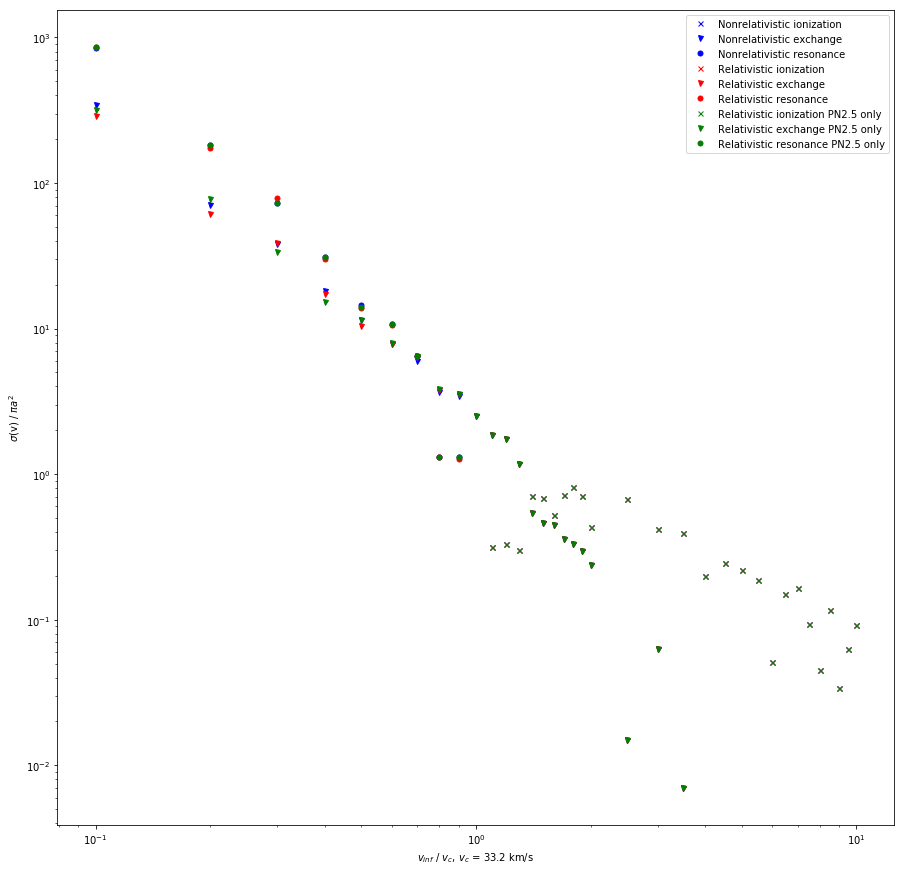 Nonrelativistic ionization
Nonrelativistic exchange
Nonrelativistic resonance
Relativistic ionization
Relativistic exchange
Relativistic resonance
Relativistic ionization PN2.5 only
Relativistic exchange PN2.5 only
Relativistic resonance PN2.5 only
10³
10²
10¹
10⁰
10⁻¹
10⁻²
σ(v) / πa²
10⁻¹ 10⁰ 10¹
v_inf / v_c, v_c = 33.2 km/s